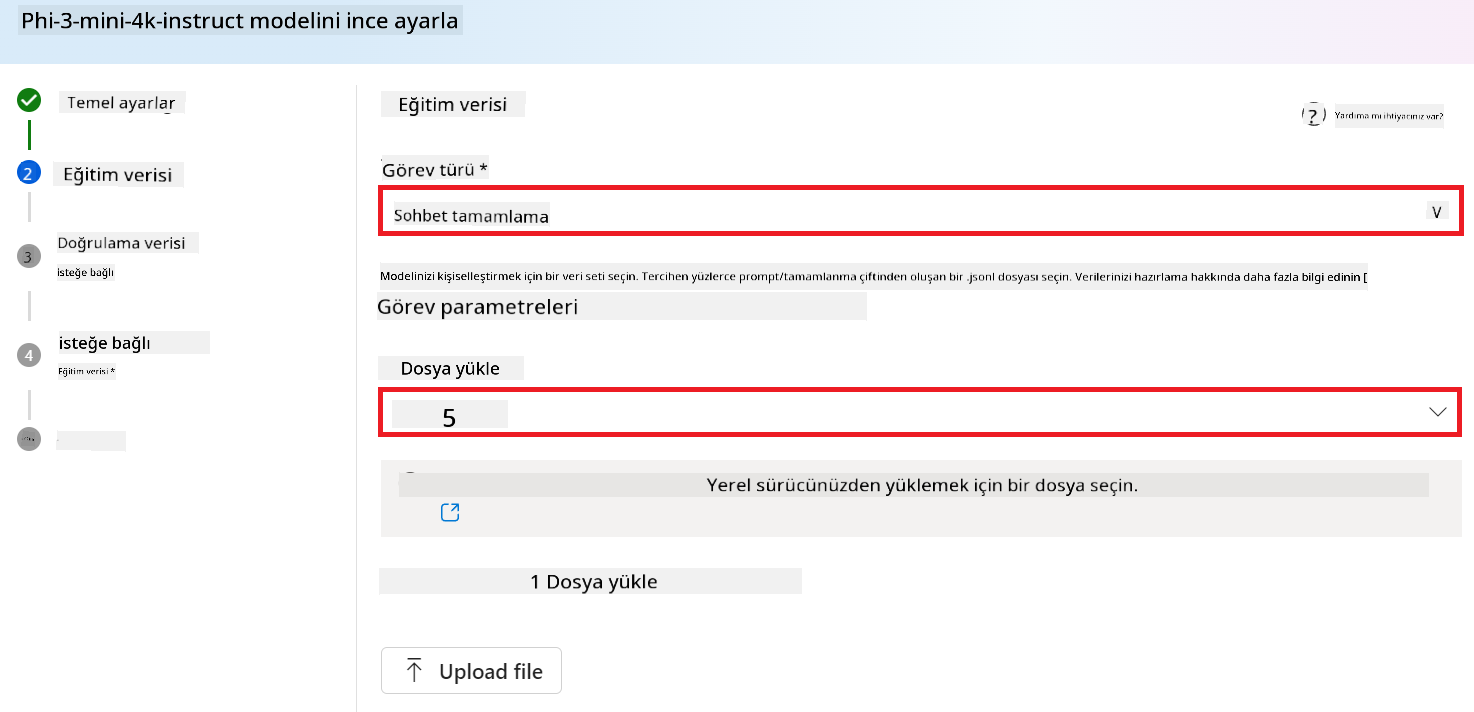 Phi-3-mini-4k-instruct modelini ince ayarla
Temel ayarlar
2
Eğitim verisi
3
Doğrulama verisi
isteğe bağlı
4
isteğe bağlı
Eğitim verisi *
Eğitim verisi
? Yardıma mı ihtiyacınız var?
Görev türü *
Sohbet tamamlama
V
Modelinizi kişiselleştirmek için bir veri seti seçin. Tercihen yüzlerce prompt/tamamlanma çiftinden oluşan bir .jsonl dosyası seçin. Verilerinizi hazırlama hakkında daha fazla bilgi edinin [
Görev parametreleri
Dosya yükle
5
Yerel sürücünüzden yüklemek için bir dosya seçin.
1 Dosya yükle
Upload file